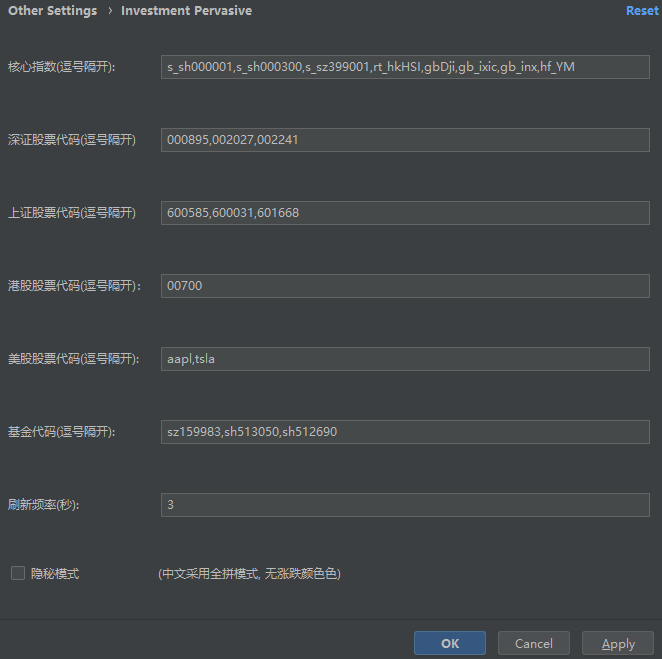 Other Settings › Investment Pervasive Reset
核心指数(逗号隔开): s_sh000001,s_sh000300,s_sz399001,rt_hkHSI,gbDji,gb_ixic,gb_inx,hf_YM
深证股票代码(逗号隔开) 000895,002027,002241
上证股票代码(逗号隔开) 600585,600031,601668
港股股票代码(逗号隔开): 00700
美股股票代码(逗号隔开): aapl,tsla
基金代码(逗号隔开): sz159983,sh513050,sh512690
刷新频率(秒): 3
隐秘模式 (中文采用全拼模式, 无涨跌颜色色)
OK Cancel Apply